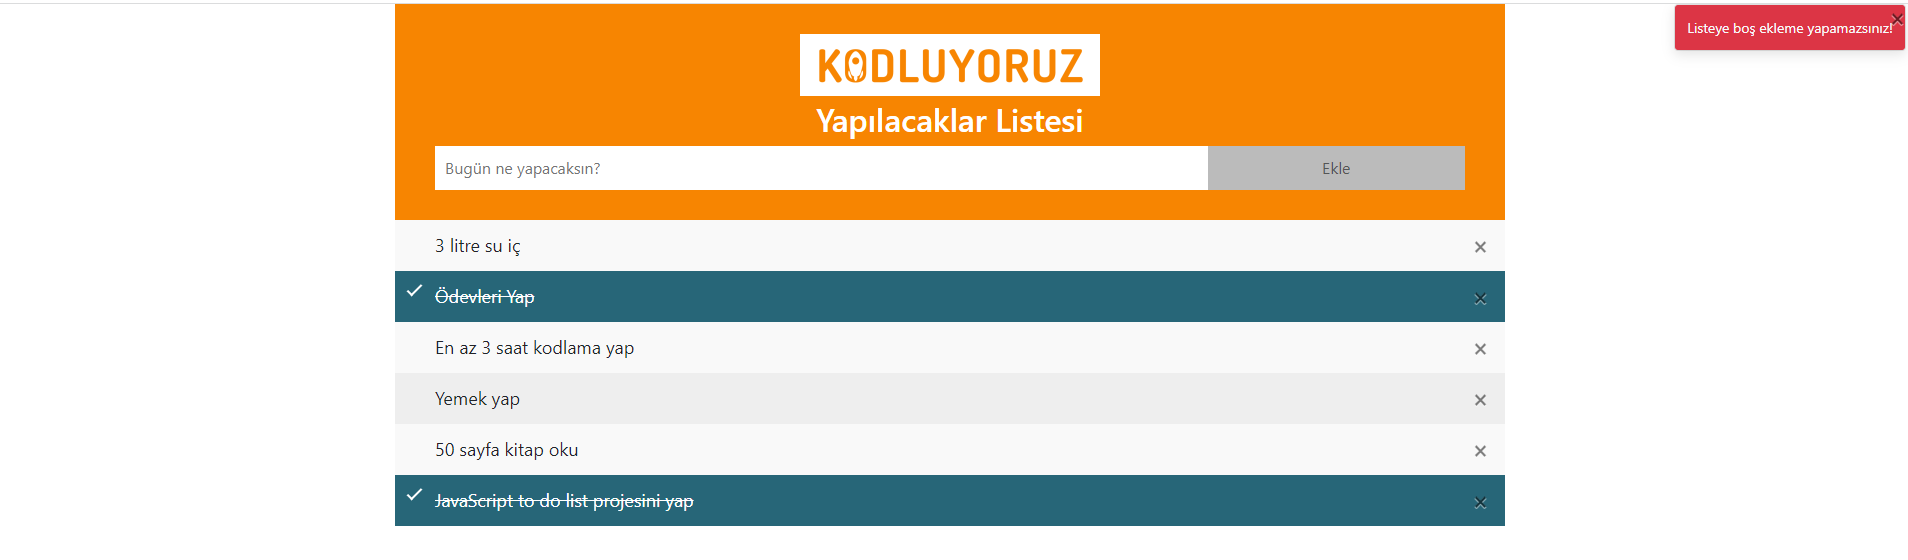 Listeye boş ekleme yapamazsınız!
KODLUYORUZ
Yapılacaklar Listesi
Bugün ne yapacaksın?
Ekle
3 litre su iç
Ödevleri Yap
En az 3 saat kodlama yap
Yemek yap
50 sayfa kitap oku
JavaScript to do list projesini yap